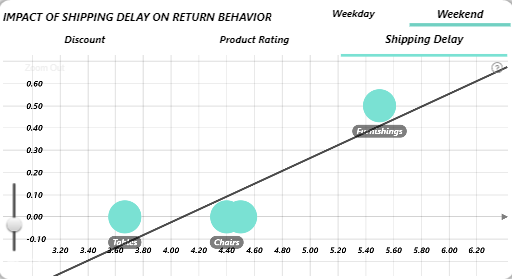 IMPACT OF SHIPPING DELAY ON RETURN BEHAVIOR
Weekday
Weekend
Discount
Product Rating
Shipping Delay
Zoom Out
?
0.60
0.50
0.40
0.30
0.20
0.10
0.00
-0.10
Furnishings
Tables
Chairs
3.20 3.40 3.60 3.80 4.00 4.20 4.40 4.60 4.80 5.00 5.20 5.40 5.60 5.80 6.00 6.20